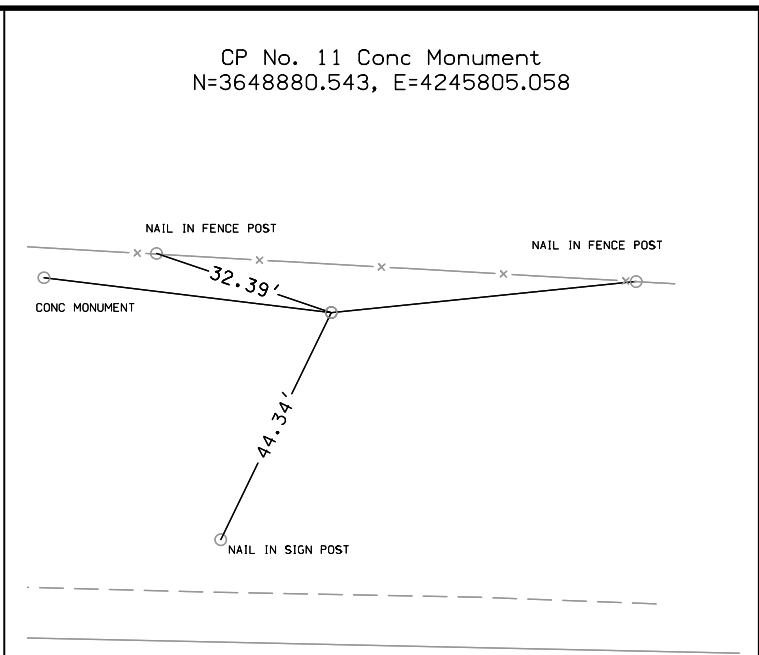 CP No. 11 Conc Monument
N=3648880.543, E=4245805.058
NAIL IN FENCE POST
NAIL IN FENCE POST
32.39'
CONC MONUMENT
44.34'
NAIL IN SIGN POST